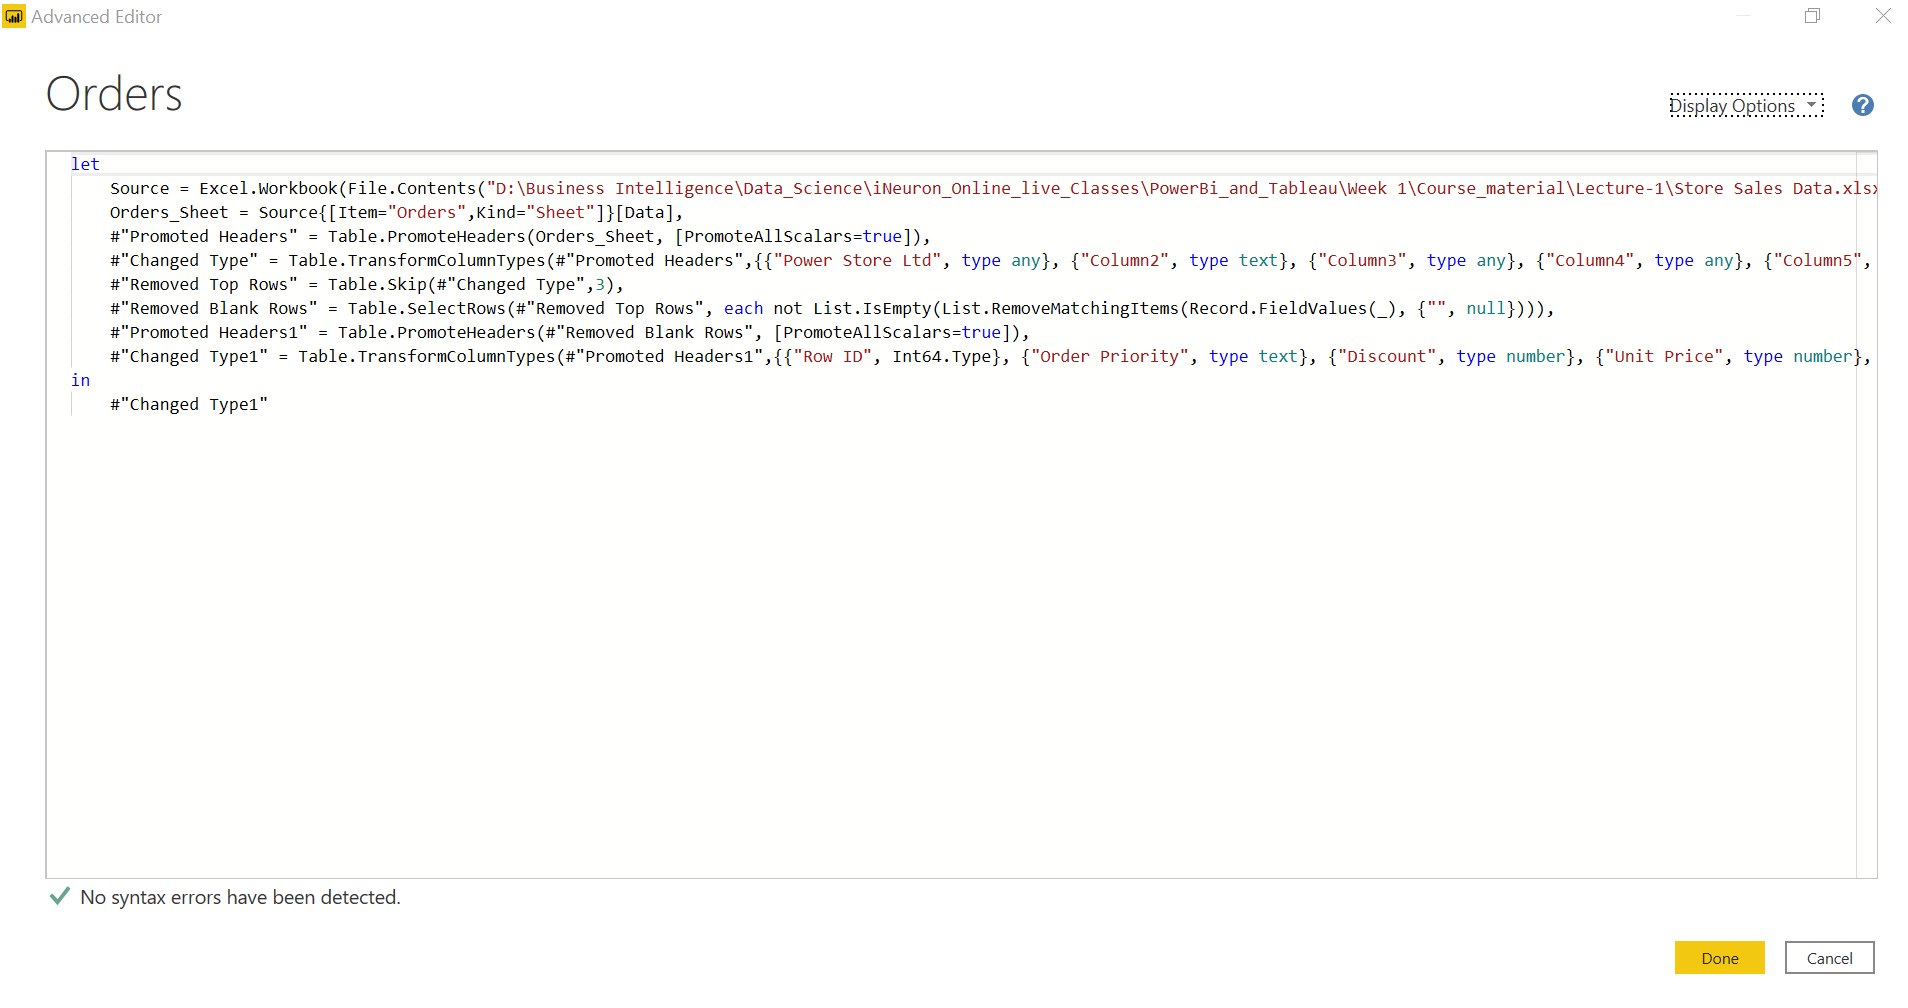 Advanced Editor
Orders
Display Options
?
let
Source = Excel.Workbook(File.Contents("D:\Business Intelligence\Data_Science\iNeuron_Online_live_Classes\PowerBi_and_Tableau\Week 1\Course_material\Lecture-1\Store Sales Data.xlsx
Orders_Sheet = Source{[Item="Orders",Kind="Sheet"]}[Data],
#"Promoted Headers" = Table.PromoteHeaders(Orders_Sheet, [PromoteAllScalars=true]),
#"Changed Type" = Table.TransformColumnTypes(#"Promoted Headers",{{"Power Store Ltd", type any}, {"Column2", type text}, {"Column3", type any}, {"Column4", type any}, {"Column5",
#"Removed Top Rows" = Table.Skip(#"Changed Type",3),
#"Removed Blank Rows" = Table.SelectRows(#"Removed Top Rows", each not List.IsEmpty(List.RemoveMatchingItems(Record.FieldValues(_), {"", null}))),
#"Promoted Headers1" = Table.PromoteHeaders(#"Removed Blank Rows", [PromoteAllScalars=true]),
#"Changed Type1" = Table.TransformColumnTypes(#"Promoted Headers1",{{"Row ID", Int64.Type}, {"Order Priority", type text}, {"Discount", type number}, {"Unit Price", type number},
in
#"Changed Type1"
No syntax errors have been detected.
Done
Cancel